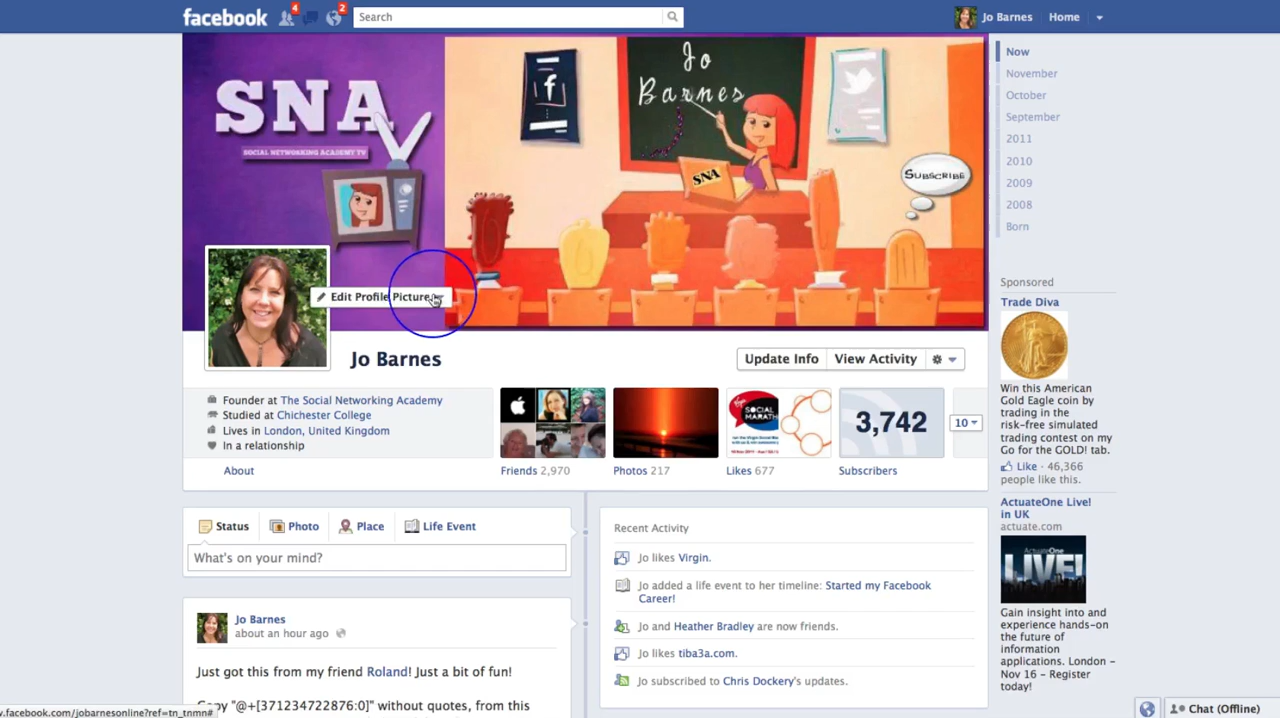 facebook
4
2
Search
Jo Barnes
Home
SNA
SOCIAL NETWORKING ACADEMY TV
f
Jo
Barnes
SNA
SUBSCRIBE
Edit Profile Picture
Jo Barnes
Update Info
View Activity
Founder at The Social Networking Academy
Studied at Chichester College
Lives in London, United Kingdom
In a relationship
About
Friends 2,970
Photos 217
Virgin
SOCIAL
MARATH
Likes 677
3,742
Subscribers
10
Status
Photo
Place
Life Event
What's on your mind?
Jo Barnes
about an hour ago
Just got this from my friend Roland! Just a bit of fun!
Copy "@+[371234722876:0]" without quotes, from this
Recent Activity
Jo likes Virgin.
Jo added a life event to her timeline: Started my Facebook
Career!
Jo and Heather Bradley are now friends.
Jo likes tiba3a.com.
Jo subscribed to Chris Dockery's updates.
Now
November
October
September
2011
2010
2009
2008
Born
Sponsored
Trade Diva
Win this American
Gold Eagle coin by
trading in the
risk-free simulated
trading contest on my
Go for the GOLD! tab.
Like · 46,366
people like this.
ActuateOne Live!
in UK
actuate.com
ActuateOne
LIVE!
Gain insight into and
experience hands-on
the future of
information
applications. London –
Nov 16 - Register
today!
w.facebook.com/jobarnesonline?ref=tn_tnmn#
Chat (Offline)